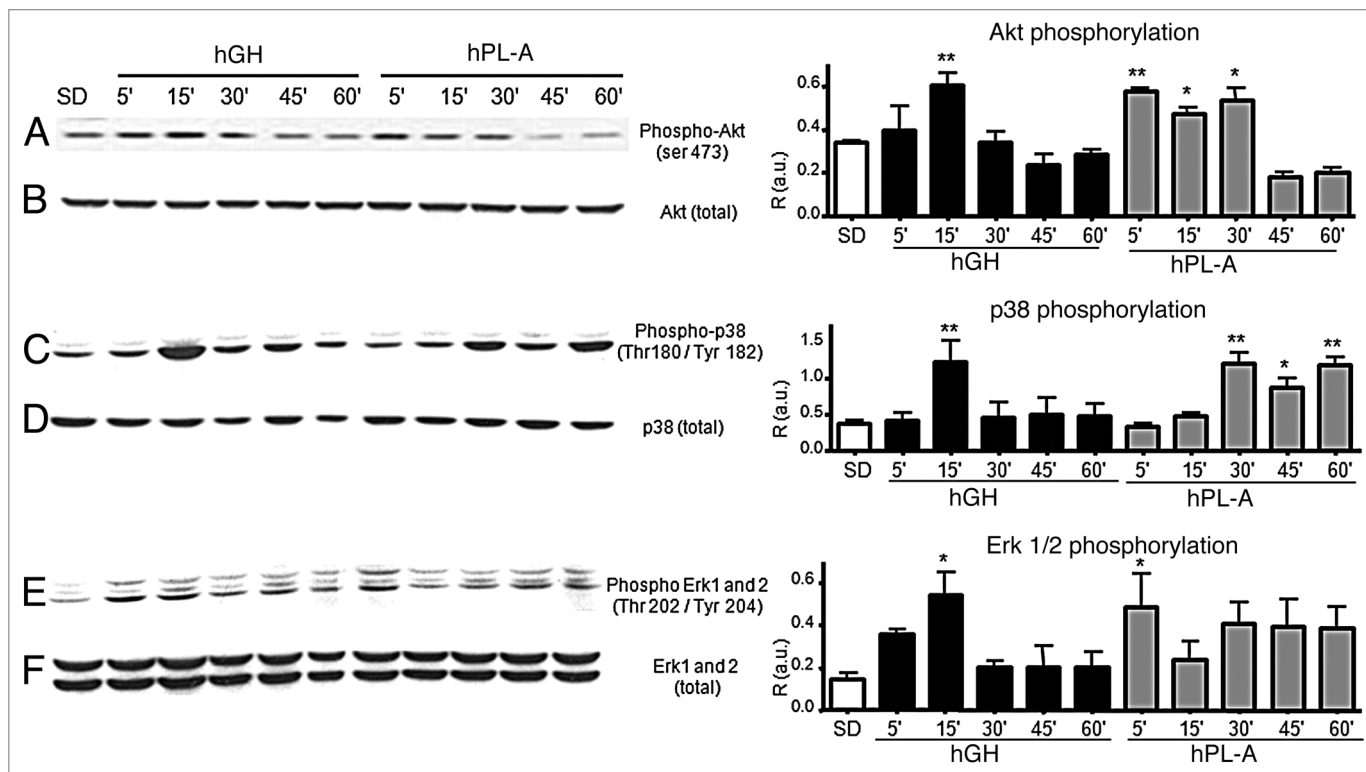 hGH hPL-A
SD 5' 15' 30' 45' 60' 5' 15' 30' 45' 60'
A
Phospho-Akt
(ser 473)
B
Akt (total)
C
Phospho-p38
(Thr180 / Tyr 182)
D
p38 (total)
E
Phospho Erk1 and 2
(Thr 202 / Tyr 204)
F
Erk1 and 2
(total)
Akt phosphorylation
R (a.u.)
0.6
0.4
0.2
0.0
** ** * *
SD 5' 15' 30' 45' 60' 5' 15' 30' 45' 60'
hGH hPL-A
p38 phosphorylation
R (a.u.)
1.5
1.0
0.5
0.0
** ** * **
SD 5' 15' 30' 45' 60' 5' 15' 30' 45' 60'
hGH hPL-A
Erk 1/2 phosphorylation
R (a.u.)
0.6
0.4
0.2
0.0
* *
SD 5' 15' 30' 45' 60' 5' 15' 30' 45' 60'
hGH hPL-A